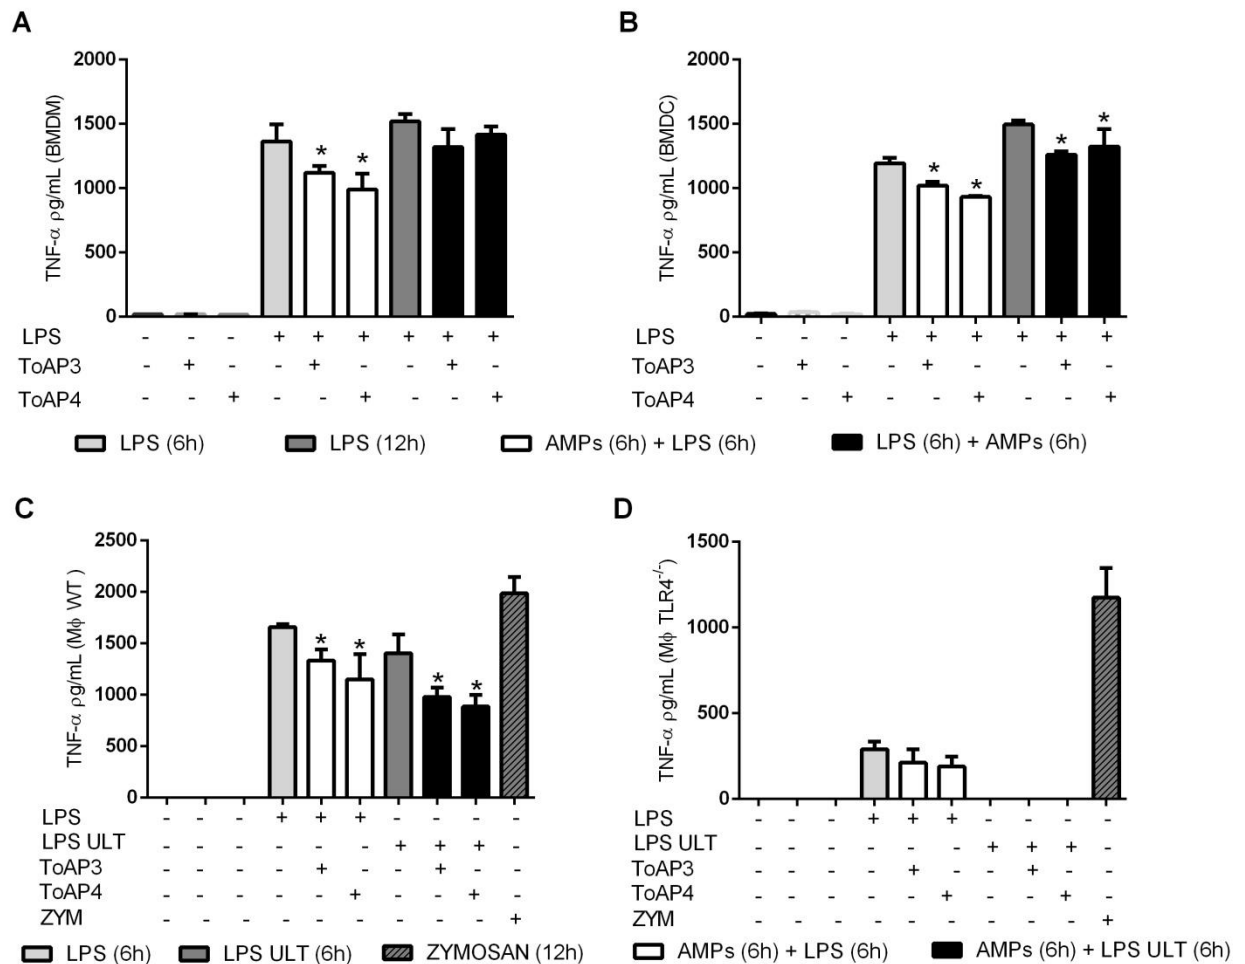 A
2000
1500
1000
500
0
TNF-α ρg/mL (BMDM)
* *
LPS - - - + + + + + +
ToAP3 - + - - + - - + -
ToAP4 - - + - - + - - +
B
2000
1500
1000
500
0
TNF-α ρg/mL (BMDC)
* * * *
LPS - - - + + + + + +
ToAP3 - + - - + - - + -
ToAP4 - - + - - + - - +
LPS (6h) LPS (12h) AMPs (6h) + LPS (6h) LPS (6h) + AMPs (6h)
C
2500
2000
1500
1000
500
0
TNF-α ρg/mL (Mϕ WT )
* * * *
LPS - - - + + + - - - -
LPS ULT - - - - - - + + + -
ToAP3 - - - - + - - + - -
ToAP4 - - - - - + - - + -
ZYM - - - - - - - - - +
D
1500
1000
500
0
TNF-α ρg/mL (Mϕ TLR4-/-)
LPS - - - + + + - - - -
LPS ULT - - - - - - + + + -
ToAP3 - - - - + - - + - -
ToAP4 - - - - - + - - + -
ZYM - - - - - - - - - +
LPS (6h) LPS ULT (6h) ZYMOSAN (12h) AMPs (6h) + LPS (6h) AMPs (6h) + LPS ULT (6h)